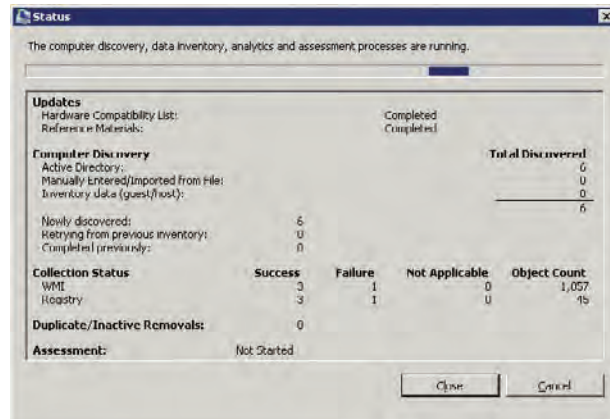 Status
The computer discovery, data inventory, analytics and assessment processes are running.
Updates
Hardware Compatibility List: Completed
Reference Materials: Completed
Computer Discovery Total Discovered
Active Directory: 6
Manually Entered/Imported from File: 0
Inventory data (guest/host): 0
6
Newly discovered: 6
Retrying from previous inventory: 0
Completed previously: 0
Collection Status Success Failure Not Applicable Object Count
WMI 3 1 0 1,057
Registry 3 1 0 45
Duplicate/Inactive Removals: 0
Assessment: Not Started
Close Cancel